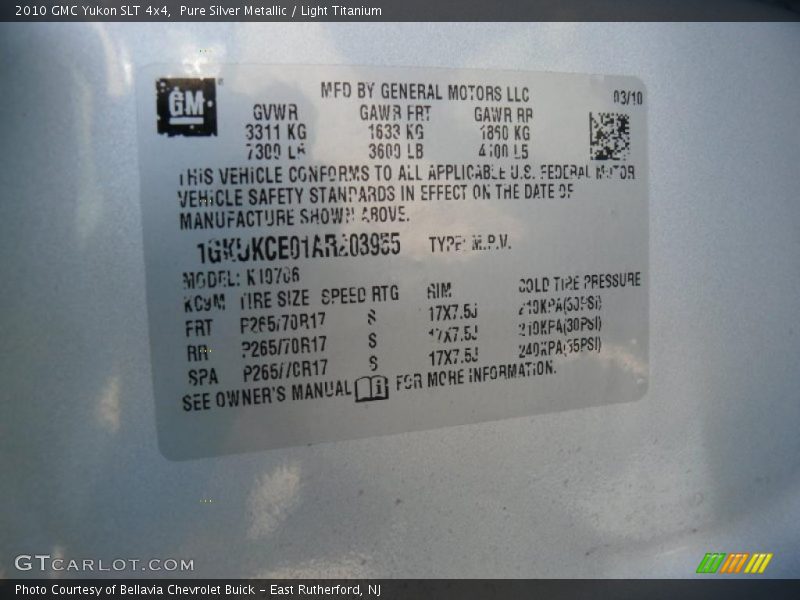 2010 GMC Yukon SLT 4x4, Pure Silver Metallic / Light Titanium
GM
MFD BY GENERAL MOTORS LLC
03/10
GVWR GAWR FRT GAWR RR
3311 KG 1633 KG 1860 KG
7300 LB 3600 LB 4100 LB
THIS VEHICLE CONFORMS TO ALL APPLICABLE U.S. FEDERAL MOTOR
VEHICLE SAFETY STANDARDS IN EFFECT ON THE DATE OF
MANUFACTURE SHOWN ABOVE.
TYPE: M.P.V.
MODEL: K10706
TIRE SIZE SPEED RTG RIM COLD TIRE PRESSURE
FRT P265/70R17 S 17X7.5J 210KPA(30PSI)
RR P265/70R17 S 17X7.5J 210KPA(30PSI)
SPA P265/70R17 S 17X7.5J 240KPA(35PSI)
SEE OWNER'S MANUAL FOR MORE INFORMATION.
GTCARLOT.COM
Photo Courtesy of Bellavia Chevrolet Buick – East Rutherford, NJ